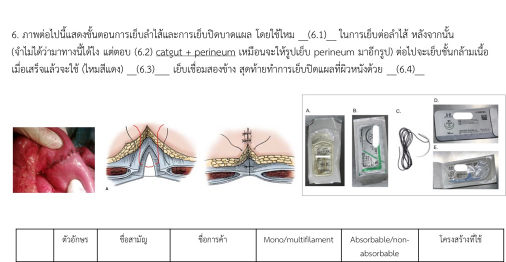 6. ภาพต่อไปนี้แสดงขั้นตอนการเย็บลำไส้และการเย็บปิดบาดแผล โดยใช้ไหม __(6.1)__ ในการเย็บต่อลำไส้ หลังจากนั้น
(จำไม่ได้ว่ามาทางนี้ได้ไง แต่ตอบ (6.2) catgut + perineum เหมือนจะให้รูปเย็บ perineum มาอีกรูป) ต่อไปจะเย็บชั้นกล้ามเนื้อ
เมื่อเสร็จแล้วจะใช้ (ไหมสีแดง) __(6.3)___ เย็บเชื่อมสองข้าง สุดท้ายทำการเย็บปิดแผลที่ผิวหนังด้วย __(6.4)__
A.
B.
C.
D.
E.
A
ตัวอักษร ชื่อสามัญ ชื่อการค้า Mono/multifilament Absorbable/non-absorbable โครงสร้างที่ใช้